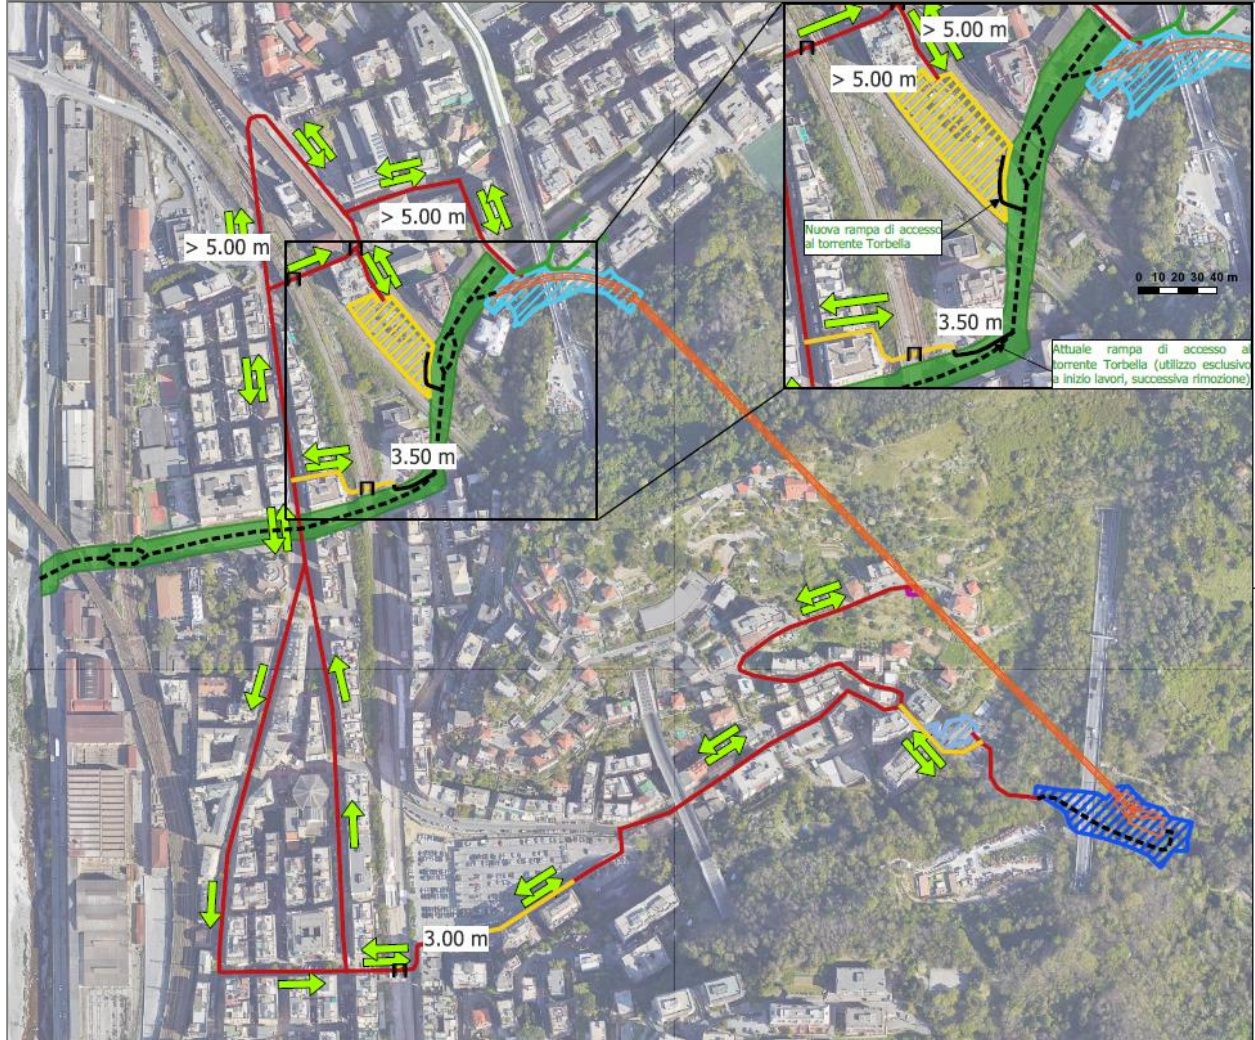 > 5.00 m
> 5.00 m
Nuova rampa di accesso
al torrente Torbella
0 10 20 30 40 m
3.50 m
Attuale rampa di accesso al
torrente Torbella (utilizzo esclusivo
a inizio lavori, successiva rimozione)
> 5.00 m
> 5.00 m
3.50 m
3.00 m